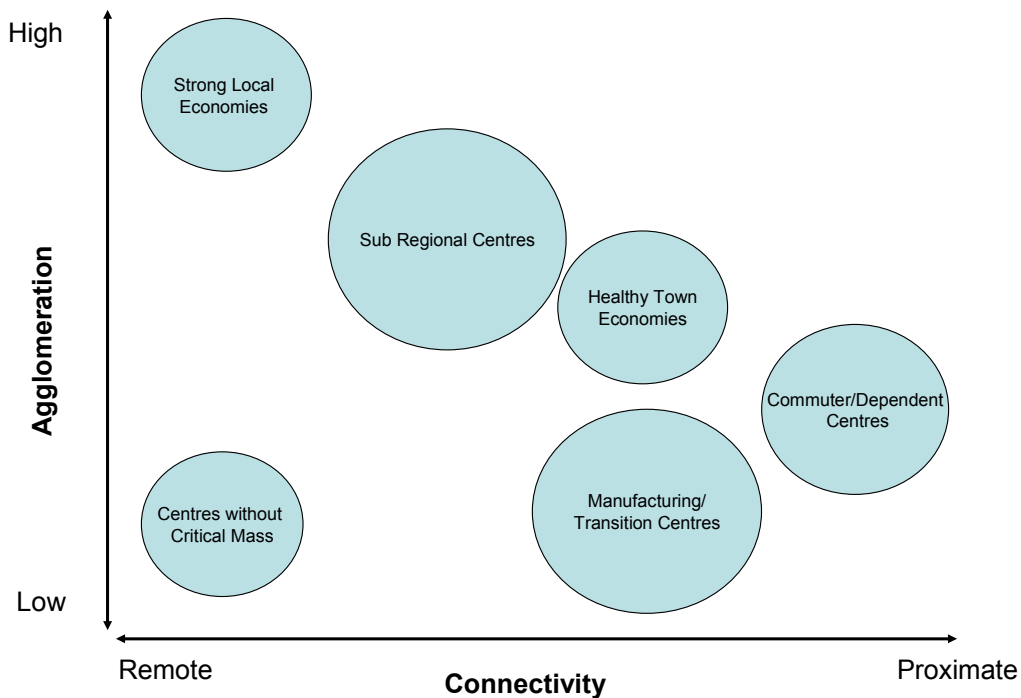 High
Strong Local
Economies
Sub Regional Centres
Healthy Town
Economies
Agglomeration
Commuter/Dependent
Centres
Centres without
Critical Mass
Manufacturing/
Transition Centres
Low
Remote
Connectivity
Proximate